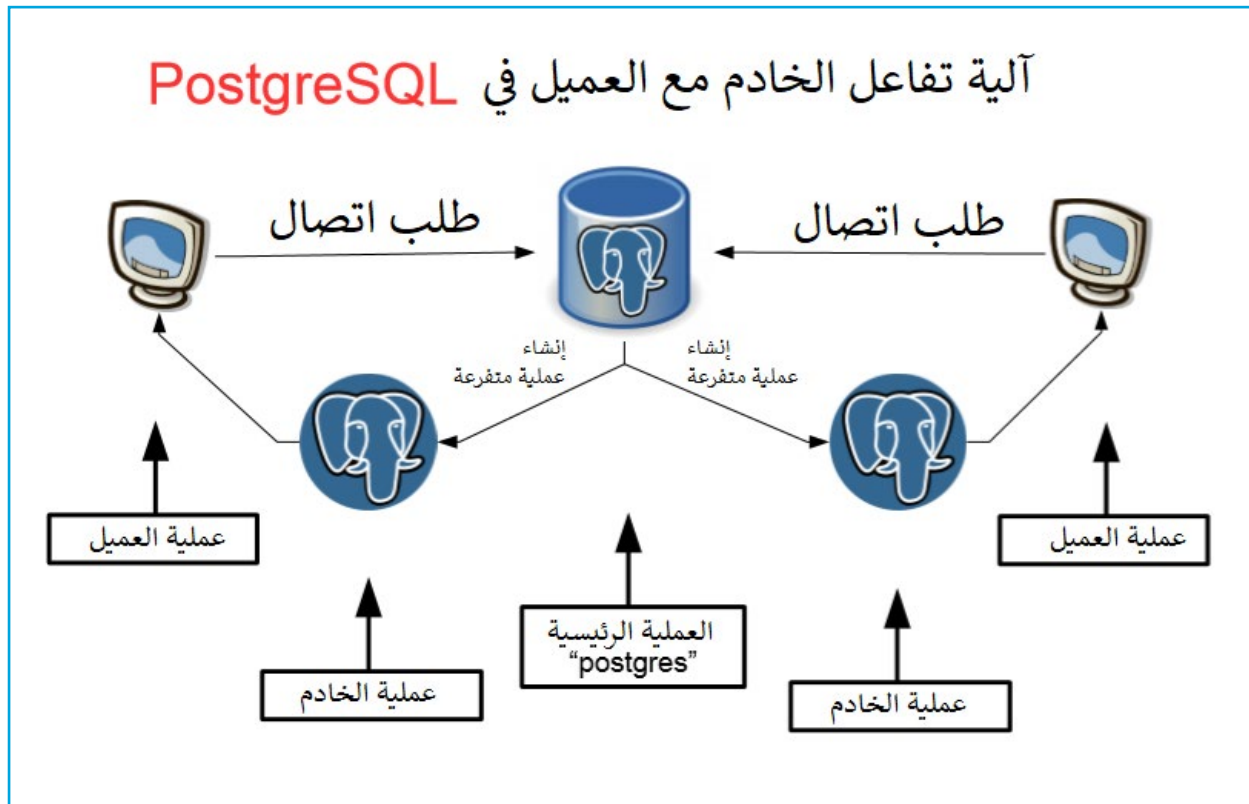 آلية تفاعل الخادم مع العميل في PostgreSQL
طلب اتصال
طلب اتصال
إنشاء
عملية متفرعة
إنشاء
عملية متفرعة
عملية العميل
عملية العميل
العملية الرئيسية
“postgres”
عملية الخادم
عملية الخادم